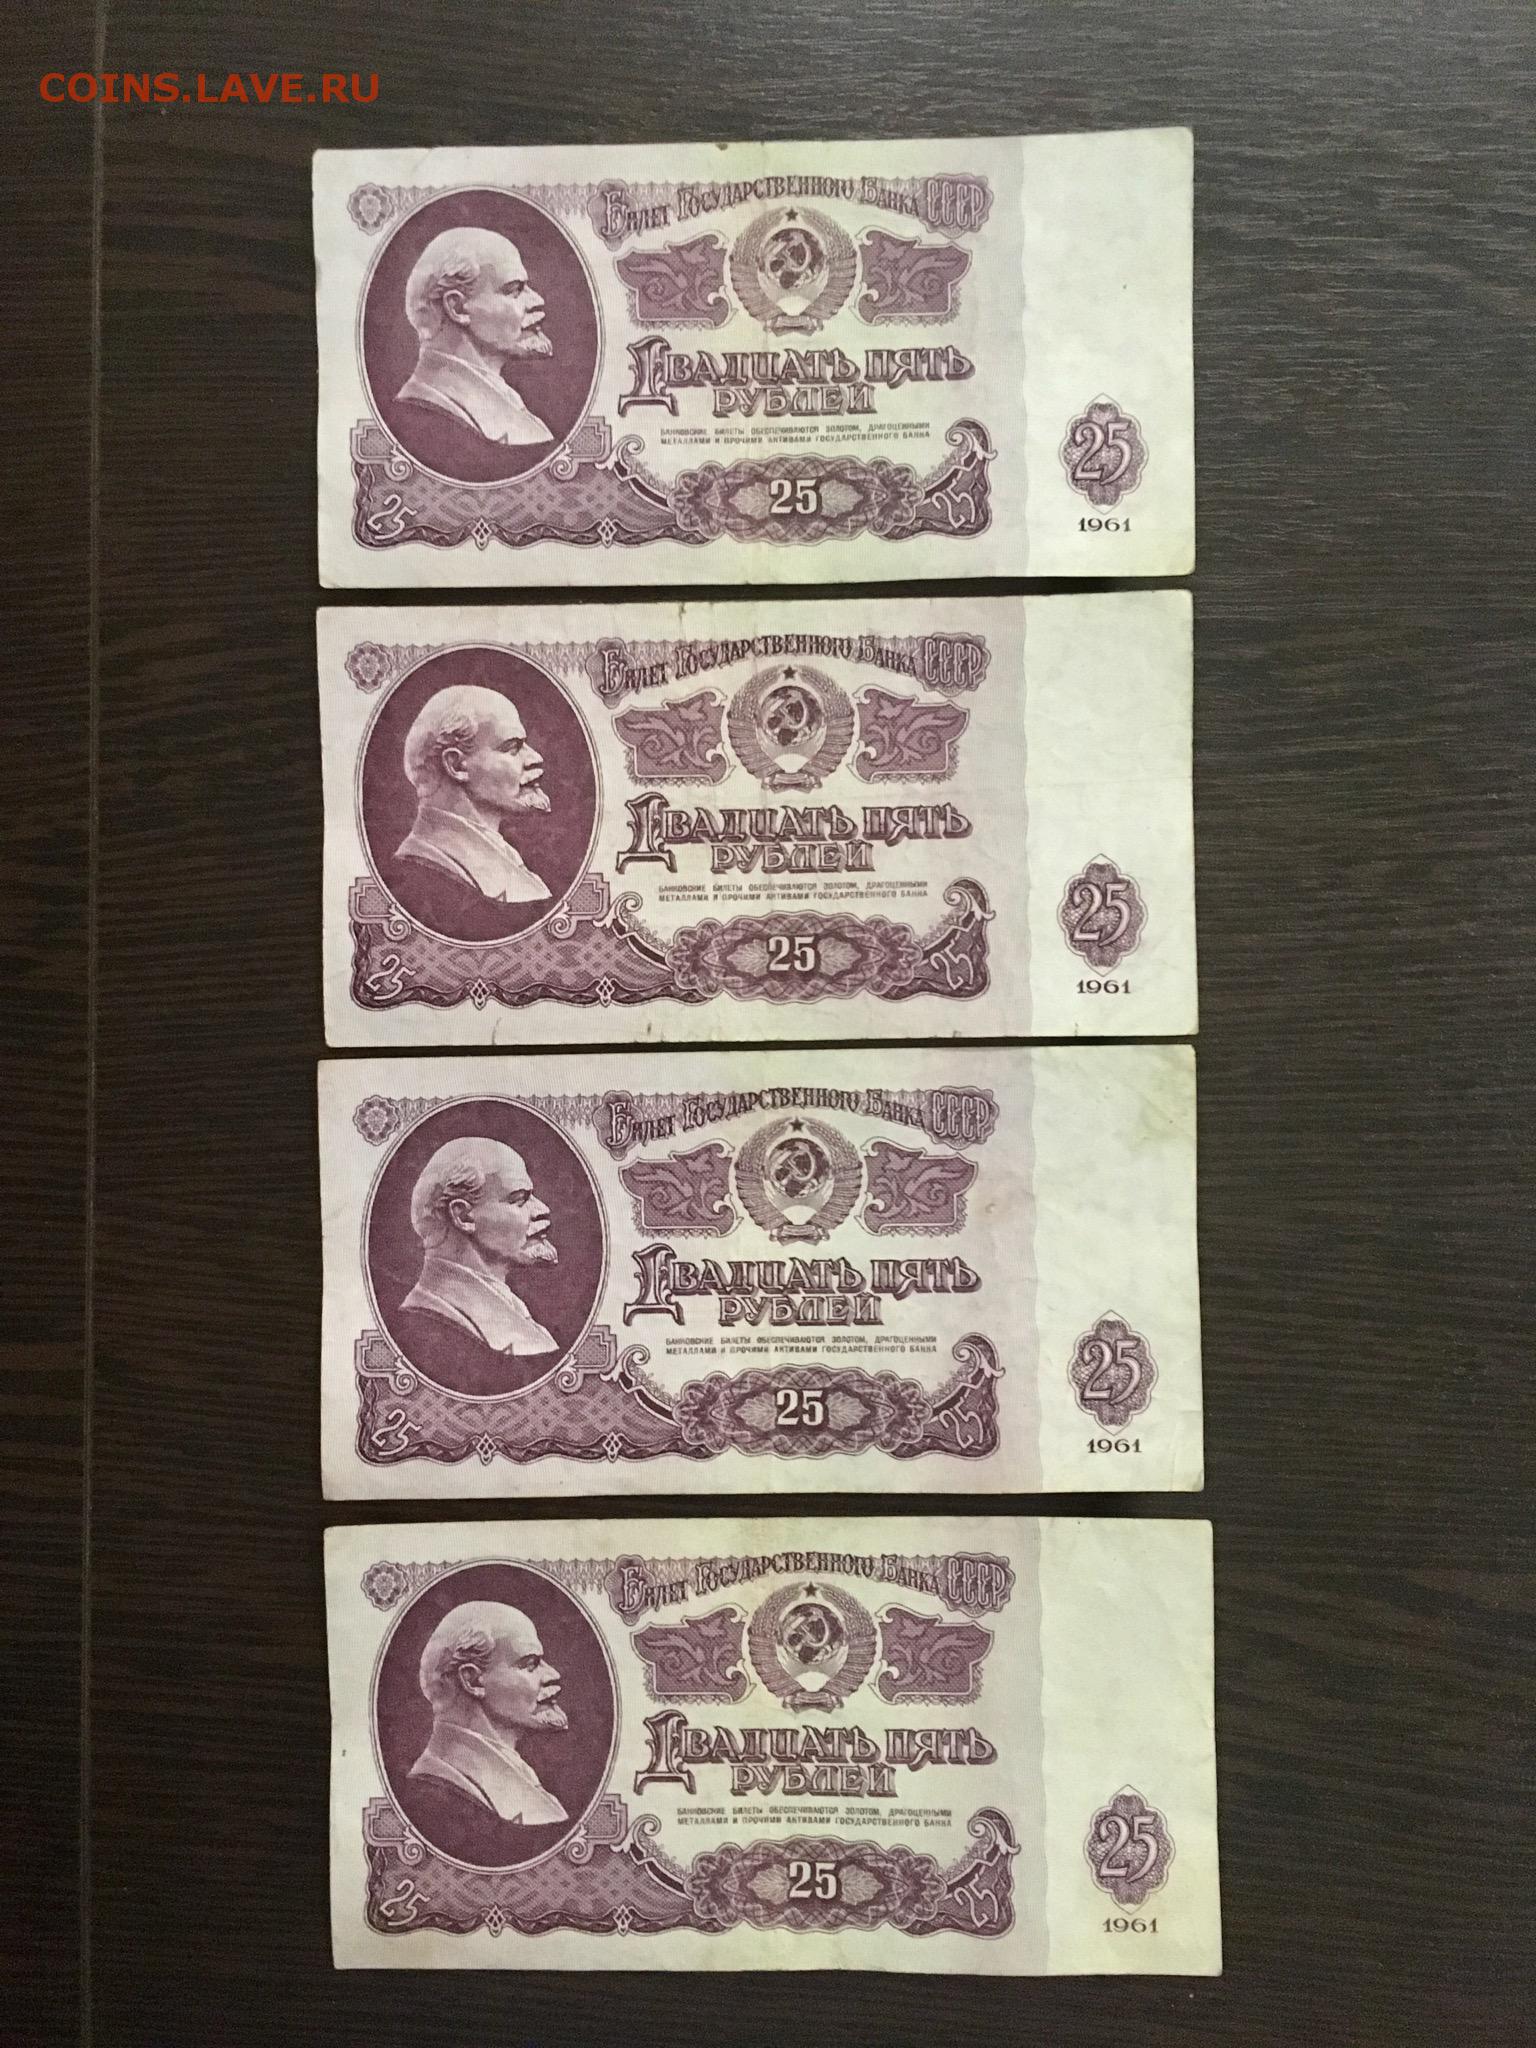 COINS.LAVE.RU
Билет Государственного Банка СССР
Двадцать пять
рублей
БАНКОВСКИЕ БИЛЕТЫ ОБЕСПЕЧИВАЮТСЯ ЗОЛОТОМ, ДРАГОЦЕННЫМИ
МЕТАЛЛАМИ И ПРОЧИМИ АКТИВАМИ ГОСУДАРСТВЕННОГО БАНКА
25
25 25 25
1961
Билет Государственного Банка СССР
Двадцать пять
рублей
БАНКОВСКИЕ БИЛЕТЫ ОБЕСПЕЧИВАЮТСЯ ЗОЛОТОМ, ДРАГОЦЕННЫМИ
МЕТАЛЛАМИ И ПРОЧИМИ АКТИВАМИ ГОСУДАРСТВЕННОГО БАНКА
25
25 25 25
1961
Билет Государственного Банка СССР
Двадцать пять
рублей
БАНКОВСКИЕ БИЛЕТЫ ОБЕСПЕЧИВАЮТСЯ ЗОЛОТОМ, ДРАГОЦЕННЫМИ
МЕТАЛЛАМИ И ПРОЧИМИ АКТИВАМИ ГОСУДАРСТВЕННОГО БАНКА
25
25 25 25
1961
Билет Государственного Банка СССР
Двадцать пять
рублей
БАНКОВСКИЕ БИЛЕТЫ ОБЕСПЕЧИВАЮТСЯ ЗОЛОТОМ, ДРАГОЦЕННЫМИ
МЕТАЛЛАМИ И ПРОЧИМИ АКТИВАМИ ГОСУДАРСТВЕННОГО БАНКА
25
25 25 25
1961